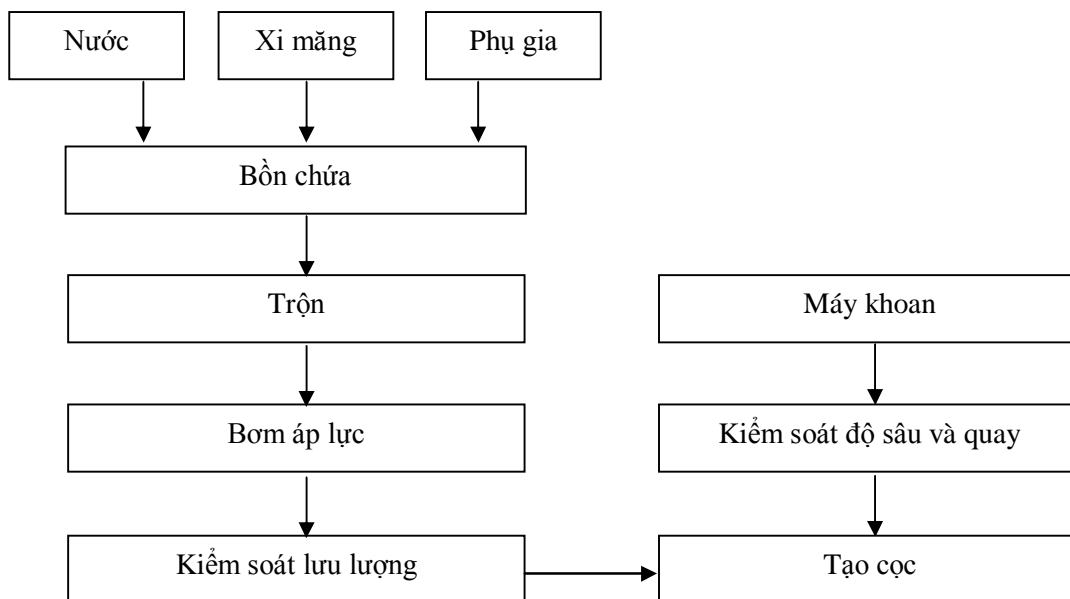 Nước
Xi măng
Phụ gia
Bồn chứa
Trộn
Máy khoan
Bơm áp lực
Kiểm soát độ sâu và quay
Kiểm soát lưu lượng
Tạo cọc